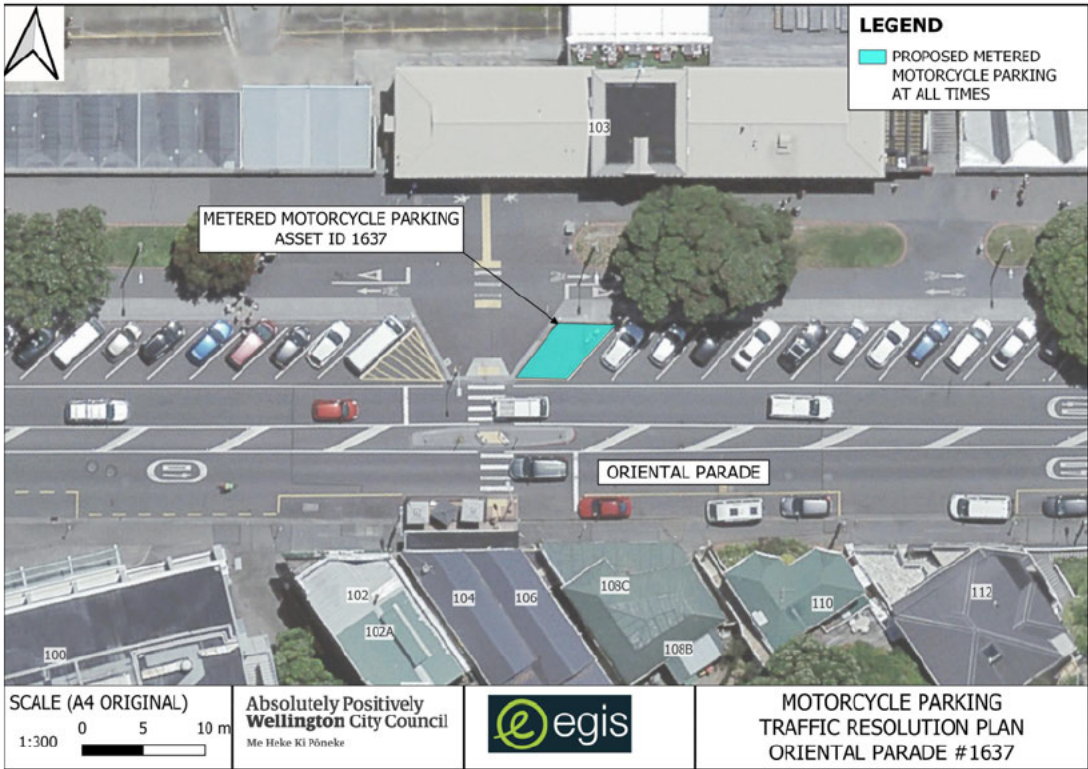 LEGEND
PROPOSED METERED
MOTORCYCLE PARKING
AT ALL TIMES
103
METERED MOTORCYCLE PARKING
ASSET ID 1637
ORIENTAL PARADE
102
104
106
108C
110
112
102A
108B
100
SCALE (A4 ORIGINAL)
0 5 10 m
1:300
Absolutely Positively
Wellington City Council
Me Heke Ki Pōneke
egis
MOTORCYCLE PARKING
TRAFFIC RESOLUTION PLAN
ORIENTAL PARADE #1637